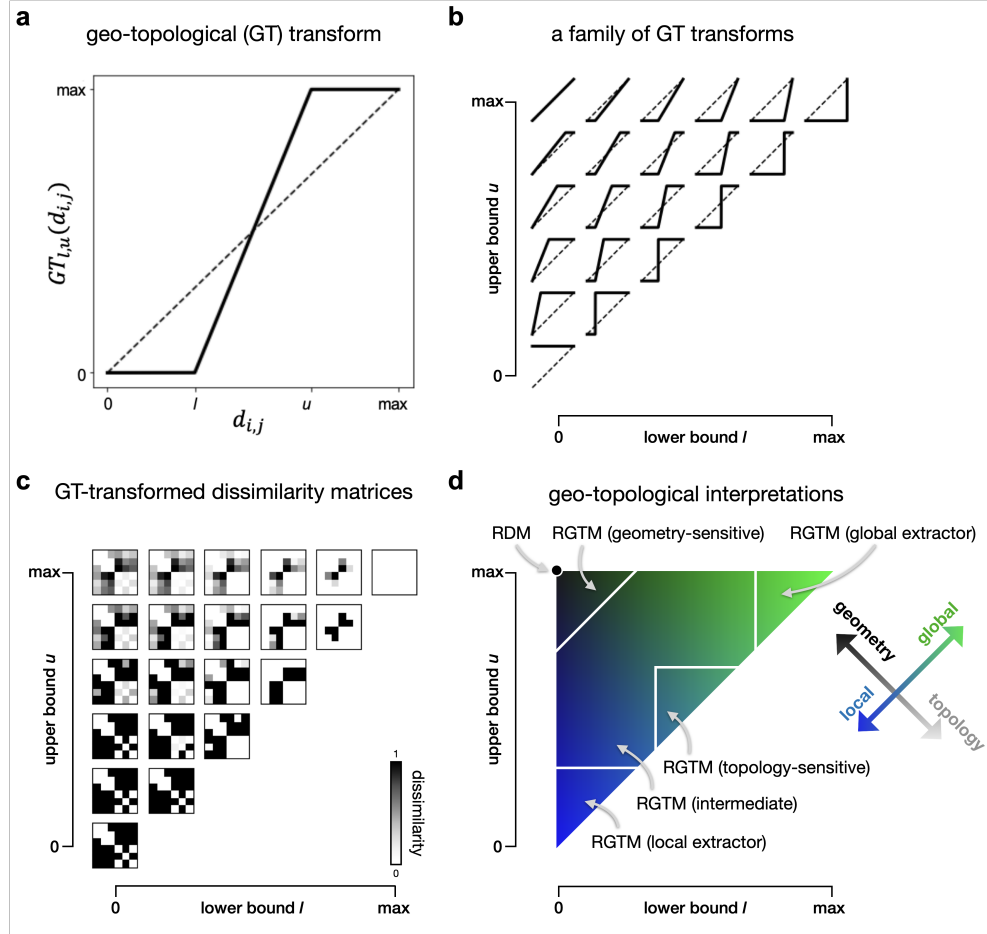 a
geo-topological (GT) transform
max
0
GT_{l,u}(d_{i,j})
0
l
u
max
d_{i,j}
b
a family of GT transforms
max
upper bound u
0
0
lower bound l
max
c
GT-transformed dissimilarity matrices
max
upper bound u
0
1
dissimilarity
0
0
lower bound l
max
d
geo-topological interpretations
RDM
RGTM (geometry-sensitive)
RGTM (global extractor)
max
upper bound u
0
geometry
global
local
topology
RGTM (topology-sensitive)
RGTM (intermediate)
RGTM (local extractor)
0
lower bound l
max